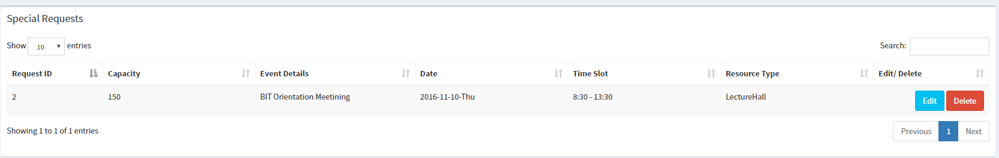 Special Requests
Show 10 entries Search:
Request ID Capacity Event Details Date Time Slot Resource Type Edit/ Delete
2 150 BIT Orientation Meetining 2016-11-10-Thu 8:30 - 13:30 LectureHall Edit Delete
Showing 1 to 1 of 1 entries Previous 1 Next